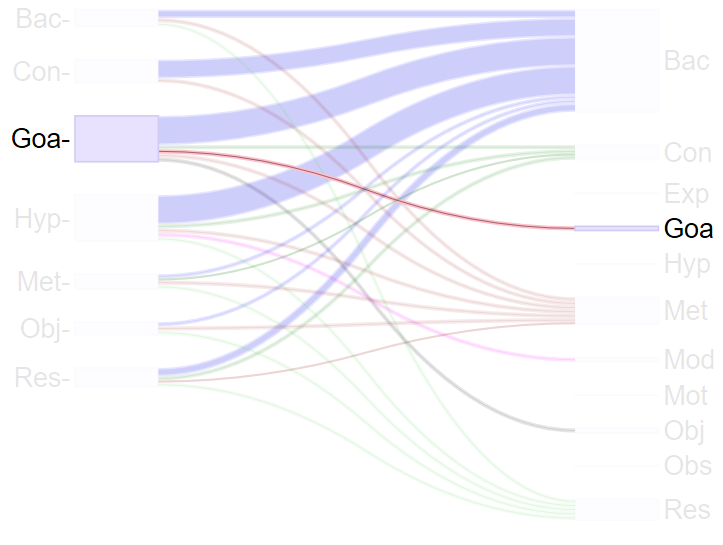 Bac-
Con-
Goa-
Hyp-
Met-
Obj-
Res-
Bac
Con
Exp
Goa
Hyp
Met
Mod
Mot
Obj
Obs
Res